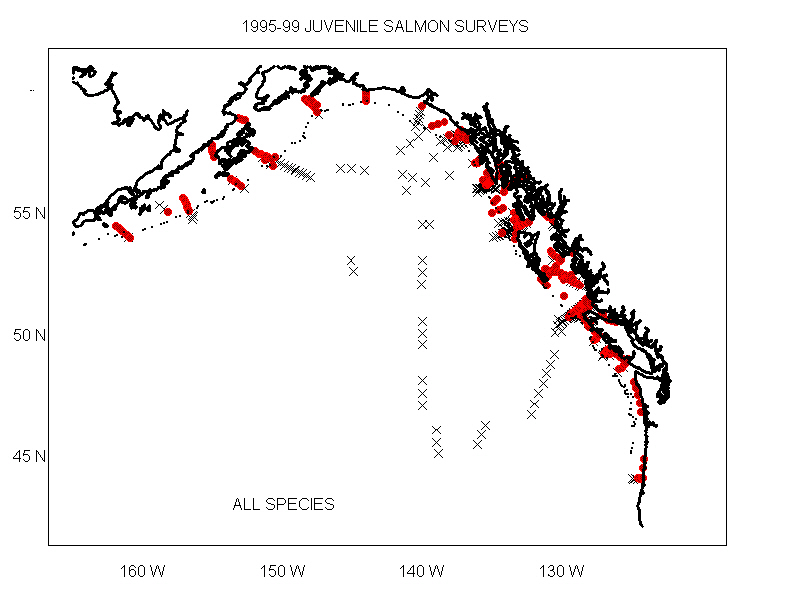 1995-99 JUVENILE SALMON SURVEYS
55 N
50 N
45 N
ALL SPECIES
160 W
150 W
140 W
130 W